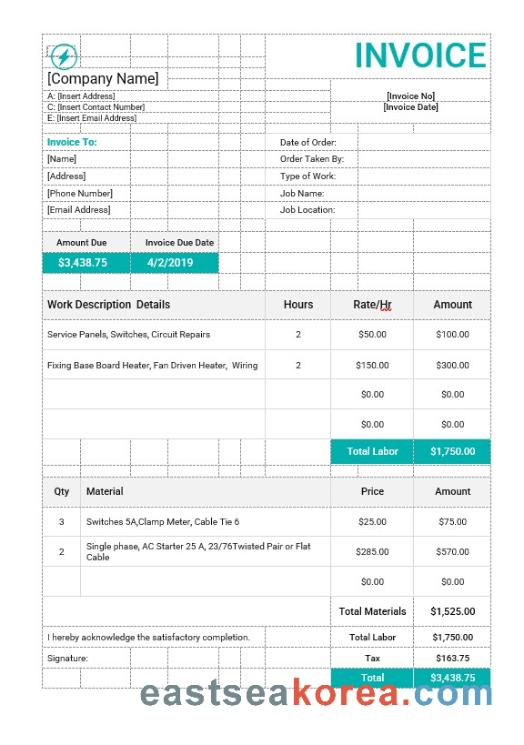 INVOICE
[Company Name]
A: [Insert Address]
[Invoice No]
C: [Insert Contact Number]
[Invoice Date]
E: [Insert Email Address]
Invoice To:
Date of Order:
[Name]
Order Taken By:
[Address]
Type of Work:
[Phone Number]
Job Name:
[Email Address]
Job Location:
Amount Due Invoice Due Date
$3,438.75 4/2/2019
Work Description Details Hours Rate/Hr Amount
Service Panels, Switches, Circuit Repairs 2 $50.00 $100.00
Fixing Base Board Heater, Fan Driven Heater, Wiring 2 $150.00 $300.00
$0.00 $0.00
$0.00 $0.00
Total Labor $1,750.00
Qty Material Price Amount
3 Switches 5A,Clamp Meter, Cable Tie 6 $25.00 $75.00
2 Single phase, AC Starter 25 A, 23/76Twisted Pair or Flat
Cable $285.00 $570.00
$0.00 $0.00
Total Materials $1,525.00
I hereby acknowledge the satisfactory completion. Total Labor $1,750.00
Signature: Tax $163.75
Total $3,438.75
eastseakorea.com